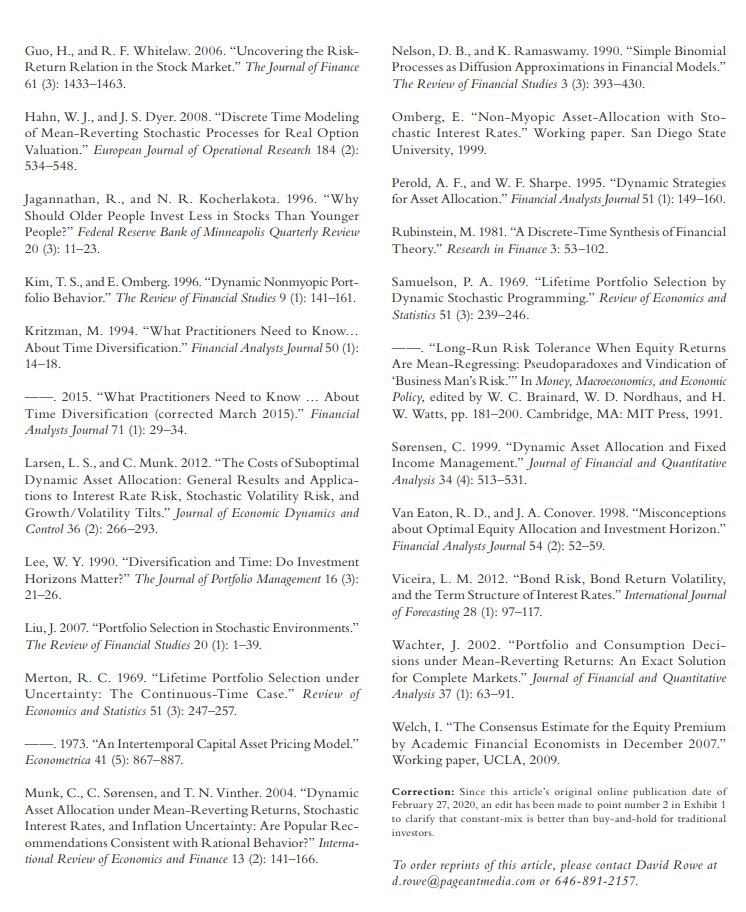 Guo, H., and R. F. Whitelaw. 2006. “Uncovering the Risk-
Return Relation in the Stock Market.” The Journal of Finance
61 (3): 1433–1463.
Hahn, W. J., and J. S. Dyer. 2008. “Discrete Time Modeling
of Mean-Reverting Stochastic Processes for Real Option
Valuation.” European Journal of Operational Research 184 (2):
534–548.
Jagannathan, R., and N. R. Kocherlakota. 1996. “Why
Should Older People Invest Less in Stocks Than Younger
People?” Federal Reserve Bank of Minneapolis Quarterly Review
20 (3): 11–23.
Kim, T. S., and E. Omberg. 1996. “Dynamic Nonmyopic Port-
folio Behavior.” The Review of Financial Studies 9 (1): 141–161.
Kritzman, M. 1994. “What Practitioners Need to Know…
About Time Diversification.” Financial Analysts Journal 50 (1):
14–18.
——. 2015. “What Practitioners Need to Know … About
Time Diversification (corrected March 2015).” Financial
Analysts Journal 71 (1): 29–34.
Larsen, L. S., and C. Munk. 2012. “The Costs of Suboptimal
Dynamic Asset Allocation: General Results and Applica-
tions to Interest Rate Risk, Stochastic Volatility Risk, and
Growth/Volatility Tilts.” Journal of Economic Dynamics and
Control 36 (2): 266–293.
Lee, W. Y. 1990. “Diversification and Time: Do Investment
Horizons Matter?” The Journal of Portfolio Management 16 (3):
21–26.
Liu, J. 2007. “Portfolio Selection in Stochastic Environments.”
The Review of Financial Studies 20 (1): 1–39.
Merton, R. C. 1969. “Lifetime Portfolio Selection under
Uncertainty: The Continuous-Time Case.” Review of
Economics and Statistics 51 (3): 247–257.
——. 1973. “An Intertemporal Capital Asset Pricing Model.”
Econometrica 41 (5): 867–887.
Munk, C., C. Sørensen, and T. N. Vinther. 2004. “Dynamic
Asset Allocation under Mean-Reverting Returns, Stochastic
Interest Rates, and Inflation Uncertainty: Are Popular Rec-
ommendations Consistent with Rational Behavior?” Interna-
tional Review of Economics and Finance 13 (2): 141–166.
Nelson, D. B., and K. Ramaswamy. 1990. “Simple Binomial
Processes as Diffusion Approximations in Financial Models.”
The Review of Financial Studies 3 (3): 393–430.
Omberg, E. “Non-Myopic Asset-Allocation with Sto-
chastic Interest Rates.” Working paper. San Diego State
University, 1999.
Perold, A. F., and W. F. Sharpe. 1995. “Dynamic Strategies
for Asset Allocation.” Financial Analysts Journal 51 (1): 149–160.
Rubinstein, M. 1981. “A Discrete-Time Synthesis of Financial
Theory.” Research in Finance 3: 53–102.
Samuelson, P. A. 1969. “Lifetime Portfolio Selection by
Dynamic Stochastic Programming.” Review of Economics and
Statistics 51 (3): 239–246.
——. “Long-Run Risk Tolerance When Equity Returns
Are Mean-Regressing: Pseudoparadoxes and Vindication of
‘Business Man’s Risk.’” In Money, Macroeconomics, and Economic
Policy, edited by W. C. Brainard, W. D. Nordhaus, and H.
W. Watts, pp. 181–200. Cambridge, MA: MIT Press, 1991.
Sørensen, C. 1999. “Dynamic Asset Allocation and Fixed
Income Management.” Journal of Financial and Quantitative
Analysis 34 (4): 513–531.
Van Eaton, R. D., and J. A. Conover. 1998. “Misconceptions
about Optimal Equity Allocation and Investment Horizon.”
Financial Analysts Journal 54 (2): 52–59.
Viceira, L. M. 2012. “Bond Risk, Bond Return Volatility,
and the Term Structure of Interest Rates.” International Journal
of Forecasting 28 (1): 97–117.
Wachter, J. 2002. “Portfolio and Consumption Deci-
sions under Mean-Reverting Returns: An Exact Solution
for Complete Markets.” Journal of Financial and Quantitative
Analysis 37 (1): 63–91.
Welch, I. “The Consensus Estimate for the Equity Premium
by Academic Financial Economists in December 2007.”
Working paper, UCLA, 2009.
Correction: Since this article’s original online publication date of
February 27, 2020, an edit has been made to point number 2 in Exhibit 1
to clarify that constant-mix is better than buy-and-hold for traditional
investors.
To order reprints of this article, please contact David Rowe at
d.rowe@pageantmedia.com or 646-891-2157.